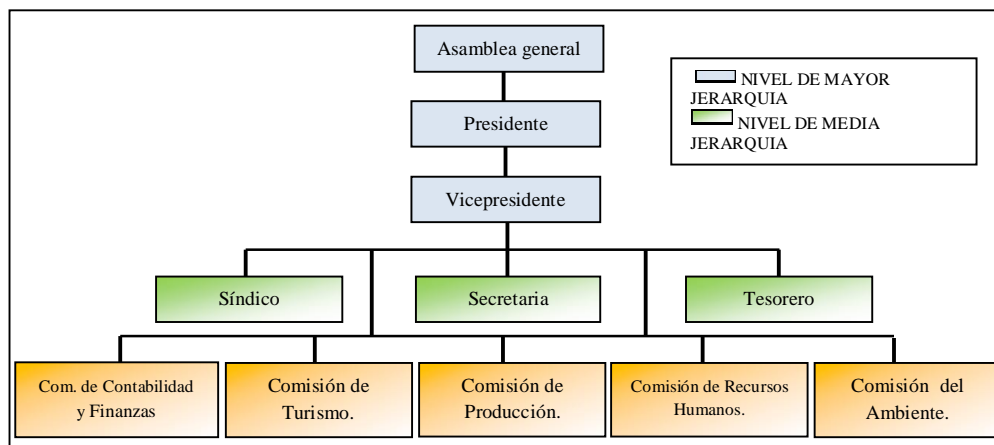 Asamblea general
NIVEL DE MAYOR
JERARQUIA
NIVEL DE MEDIA
JERARQUIA
Presidente
Vicepresidente
Síndico
Secretaria
Tesorero
Com. de Contabilidad
y Finanzas
Comisión de
Turismo.
Comisión de
Producción.
Comisión de Recursos
Humanos.
Comisión del
Ambiente.